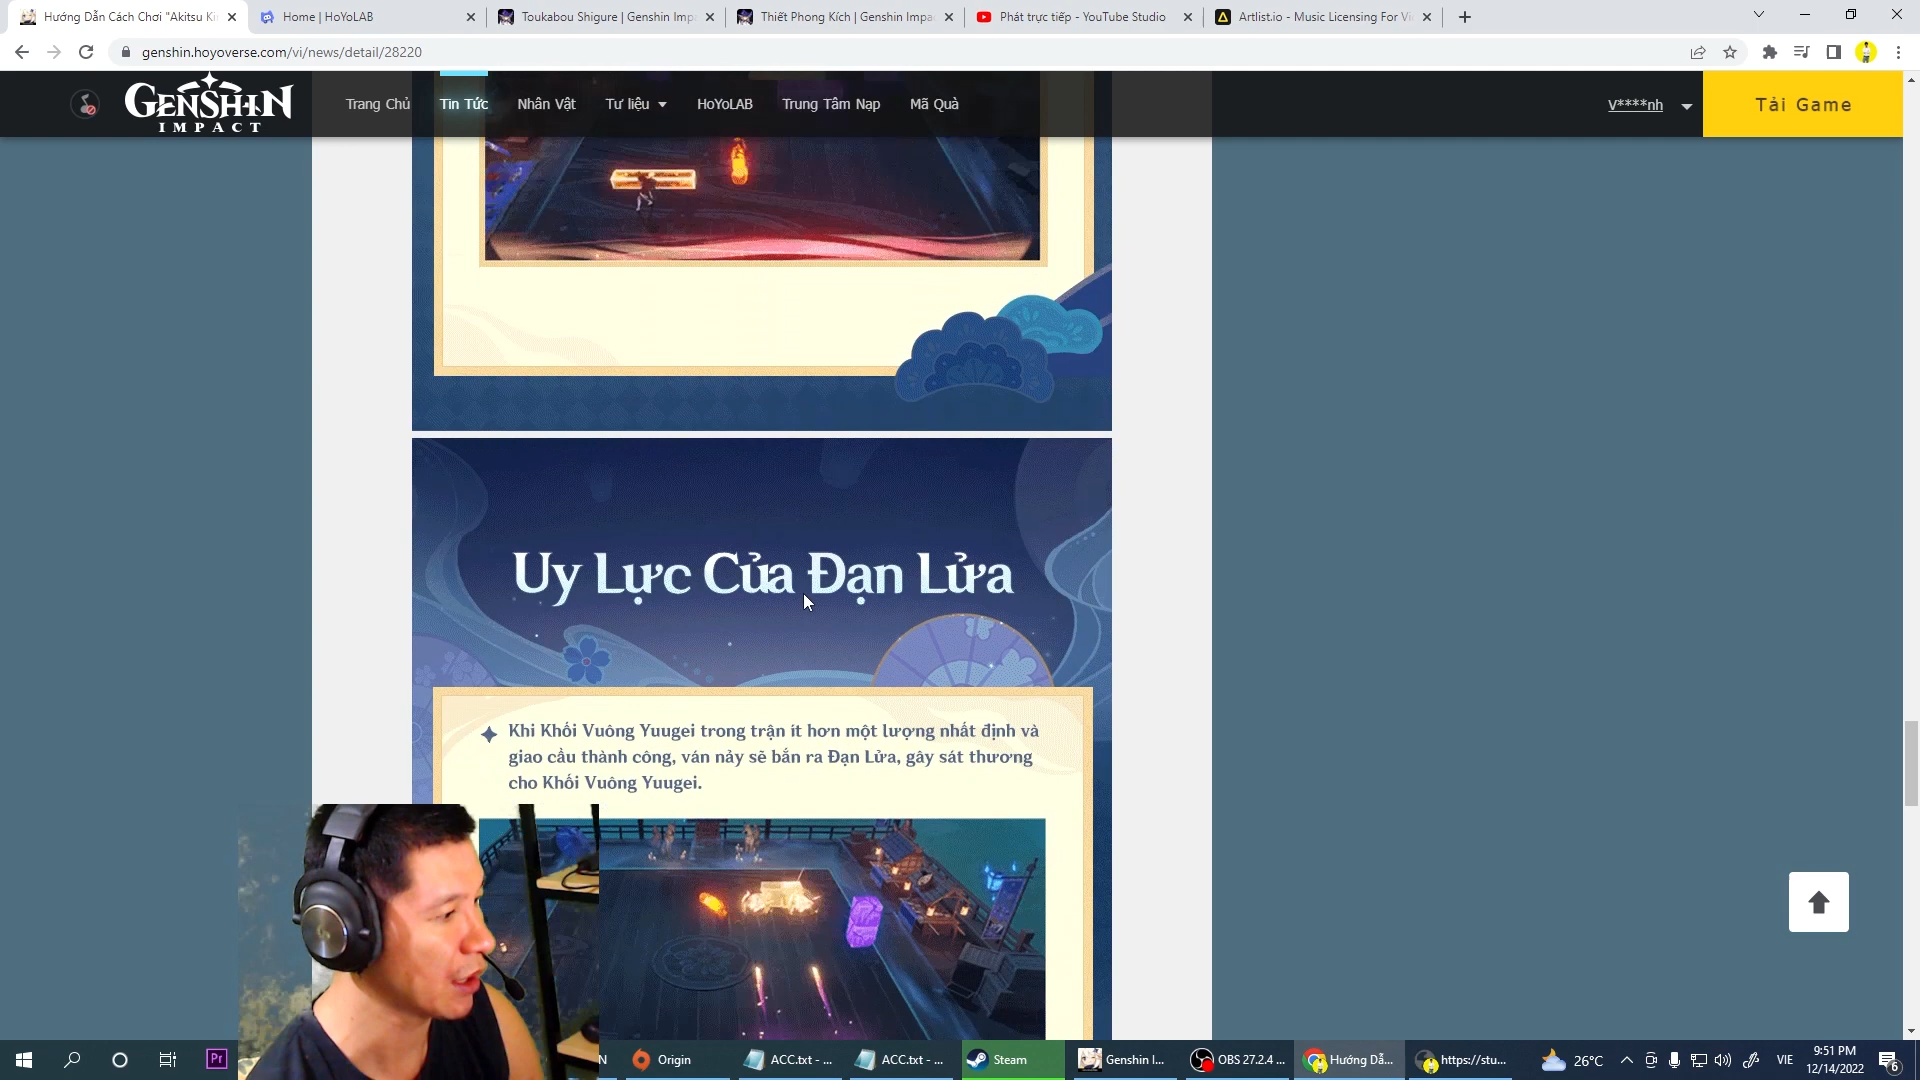 Hướng Dẫn Cách Chơi "Akitsu Ki
Home | HoYoLAB
Toukabou Shigure | Genshin Imp
Thiết Phong Kích | Genshin Impa
Phát trực tiếp - YouTube Studio
Artlist.io - Music Licensing For Vi
genshin.hoyoverse.com/vi/news/detail/28220
GENSHIN
IMPACT
Trang Chủ
Tin Tức
Nhân Vật
Tư liệu
HoYoLAB
Trung Tâm Nạp
Mã Quà
V****nh
Tải Game
Uy Lực Của Đạn Lửa
Khi Khối Vuông Yuugei trong trận ít hơn một lượng nhất định và
giao cầu thành công, ván này sẽ bắn ra Đạn Lửa, gây sát thương
cho Khối Vuông Yuugei.
Pr
N
Origin
ACC.txt - ...
ACC.txt - ...
Steam
Genshin I...
OBS 27.2.4 ...
Hướng Dẫ...
https://stu...
26°C
VIE
9:51 PM
12/14/2022
6